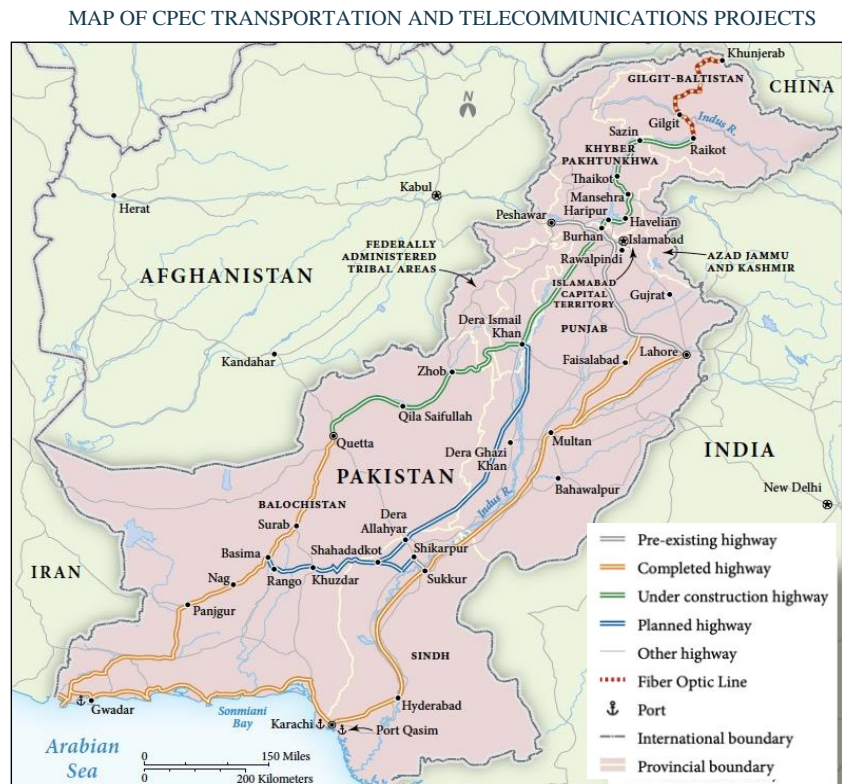 MAP OF CPEC TRANSPORTATION AND TELECOMMUNICATIONS PROJECTS
Khunjerab
GILGIT-BALTISTAN
CHINA
N
Gilgit
Indus R.
Sazin
KHYBER
PAKHTUNKHWA
Raikot
Thaikot
Kabul
Mansehra
Herat
Haripur
Peshawar
Havelian
Burhan
Islamabad
FEDERALLY
ADMINISTERED
TRIBAL AREAS
Rawalpindi
AZAD JAMMU
AND KASHMIR
AFGHANISTAN
ISLAMABAD
CAPITAL
TERRITORY
Gujrat
Dera Ismail
Khan
PUNJAB
Kandahar
Faisalabad
Lahore
Zhob
Qila Saifullah
Quetta
Multan
Dera Ghazi
Khan
INDIA
PAKISTAN
Bahawalpur
New Delhi
Indus R.
BALOCHISTAN
Dera
Allahyar
Surab
Basima
Shahadadkot
Shikarpur
IRAN
Nag
Rango
Khuzdar
Sukkur
Panjgur
SINDH
Gwadar
Sonmiani
Bay
Hyderabad
Karachi
Port Qasim
Arabian
Sea
0
150 Miles
0
200 Kilometers
Pre-existing highway
Completed highway
Under construction highway
Planned highway
Other highway
Fiber Optic Line
Port
International boundary
Provincial boundary